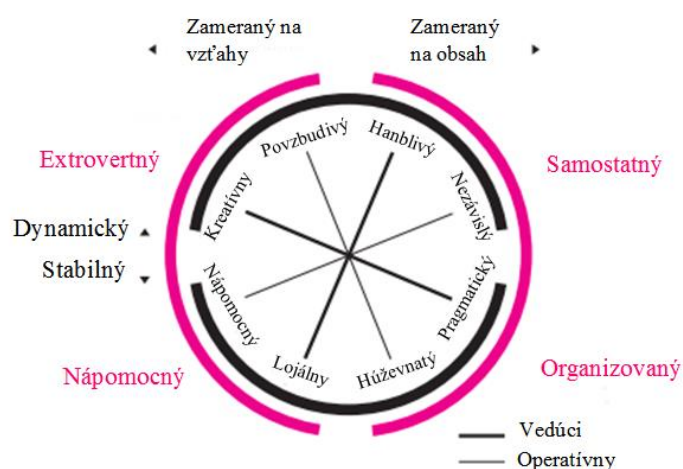 Zameraný na
vzťahy
Zameraný
na obsah
Extrovertný
Samostatný
Povzbudivý
Hanblivý
Kreatívny
Nezávislý
Dynamický
Stabilný
Nápomocný
Pragmatický
Lojálny
Húževnatý
Nápomocný
Organizovaný
Vedúci
Operatívny